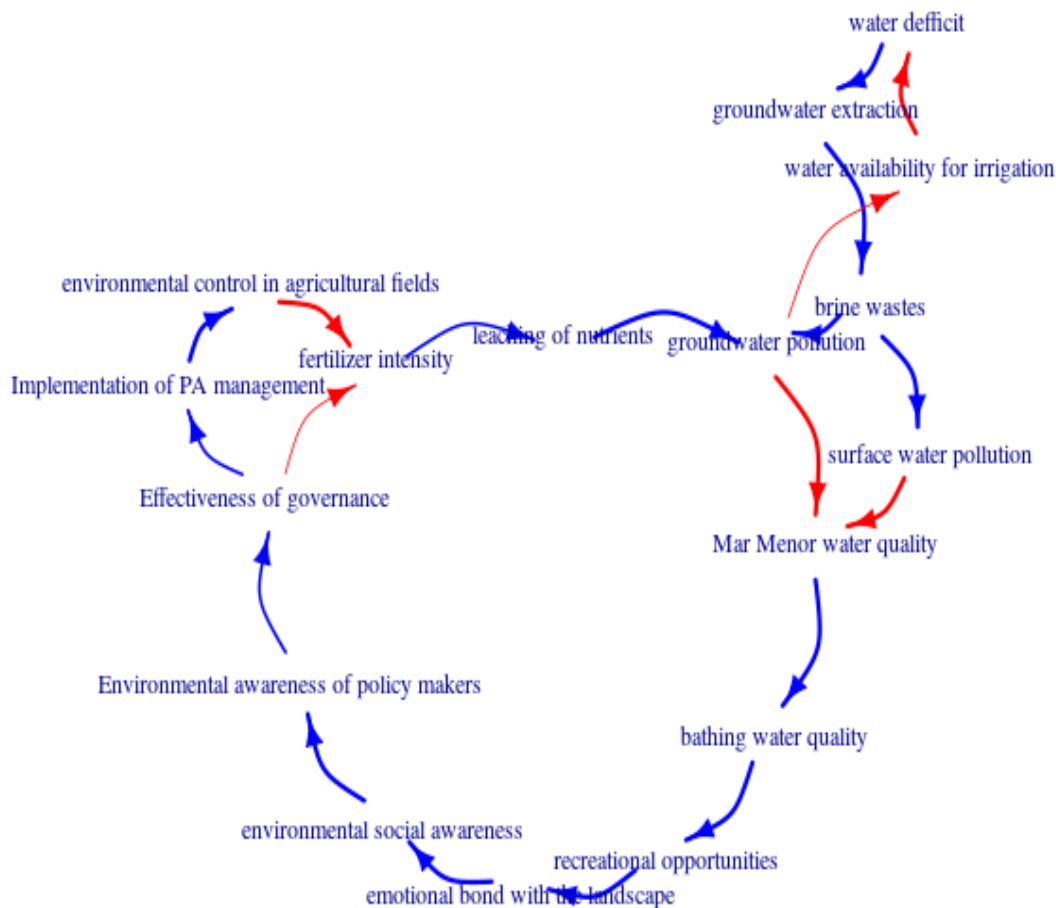 water defficit
groundwater extraction
water availability for irrigation
environmental control in agricultural fields
brine wastes
leaching of nutrients
groundwater pollution
fertilizer intensity
Implementation of PA management
surface water pollution
Effectiveness of governance
Mar Menor water quality
Environmental awareness of policy makers
bathing water quality
environmental social awareness
recreational opportunities
emotional bond with the landscape